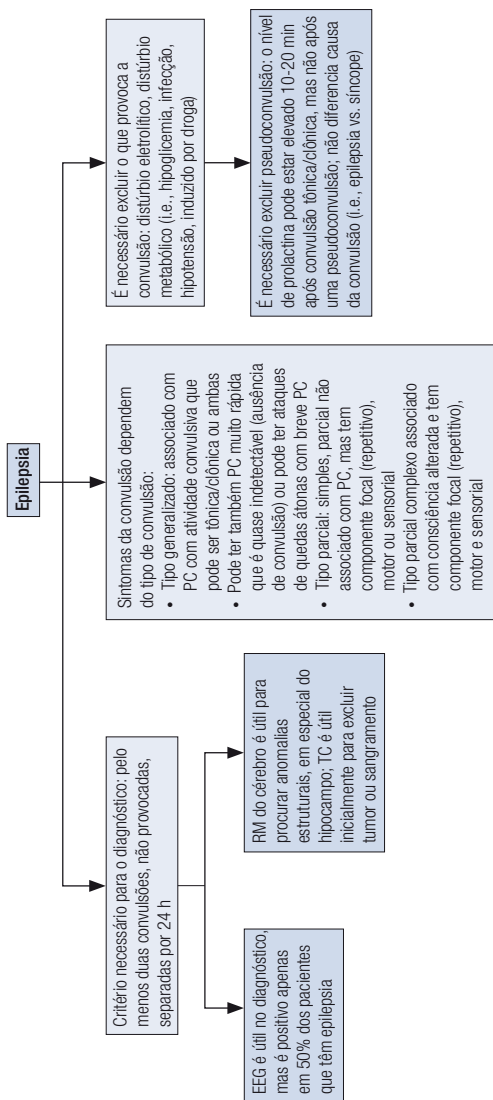 Epilepsia
Critério necessário para o diagnóstico: pelo
menos duas convulsões, não provocadas,
separadas por 24 h
EEG é útil no diagnóstico,
mas é positivo apenas
em 50% dos pacientes
que têm epilepsia
RM do cérebro é útil para
procurar anomalias
estruturais, em especial do
hipocampo; TC é útil
inicialmente para excluir
tumor ou sangramento
Sintomas da convulsão dependem
do tipo de convulsão:
• Tipo generalizado: associado com
PC com atividade convulsiva que
pode ser tônica/clônica ou ambas
• Pode ter também PC muito rápida
que é quase indetectável (ausência
de convulsão) ou pode ter ataques
de quedas átonas com breve PC
• Tipo parcial: simples, parcial não
associado com PC, mas tem
componente focal (repetitivo),
motor ou sensorial
• Tipo parcial complexo associado
com consciência alterada e tem
componente focal (repetitivo),
motor e sensorial
É necessário excluir o que provoca a
convulsão: distúrbio eletrolítico, distúrbio
metabólico (i.e., hipoglicemia, infecção,
hipotensão, induzido por droga)
É necessário excluir pseudoconvulsão: o nível
de prolactina pode estar elevado 10-20 min
após convulsão tônica/clônica, mas não após
uma pseudoconvulsão; não diferencia causa
da convulsão (i.e., epilepsia vs. síncope)